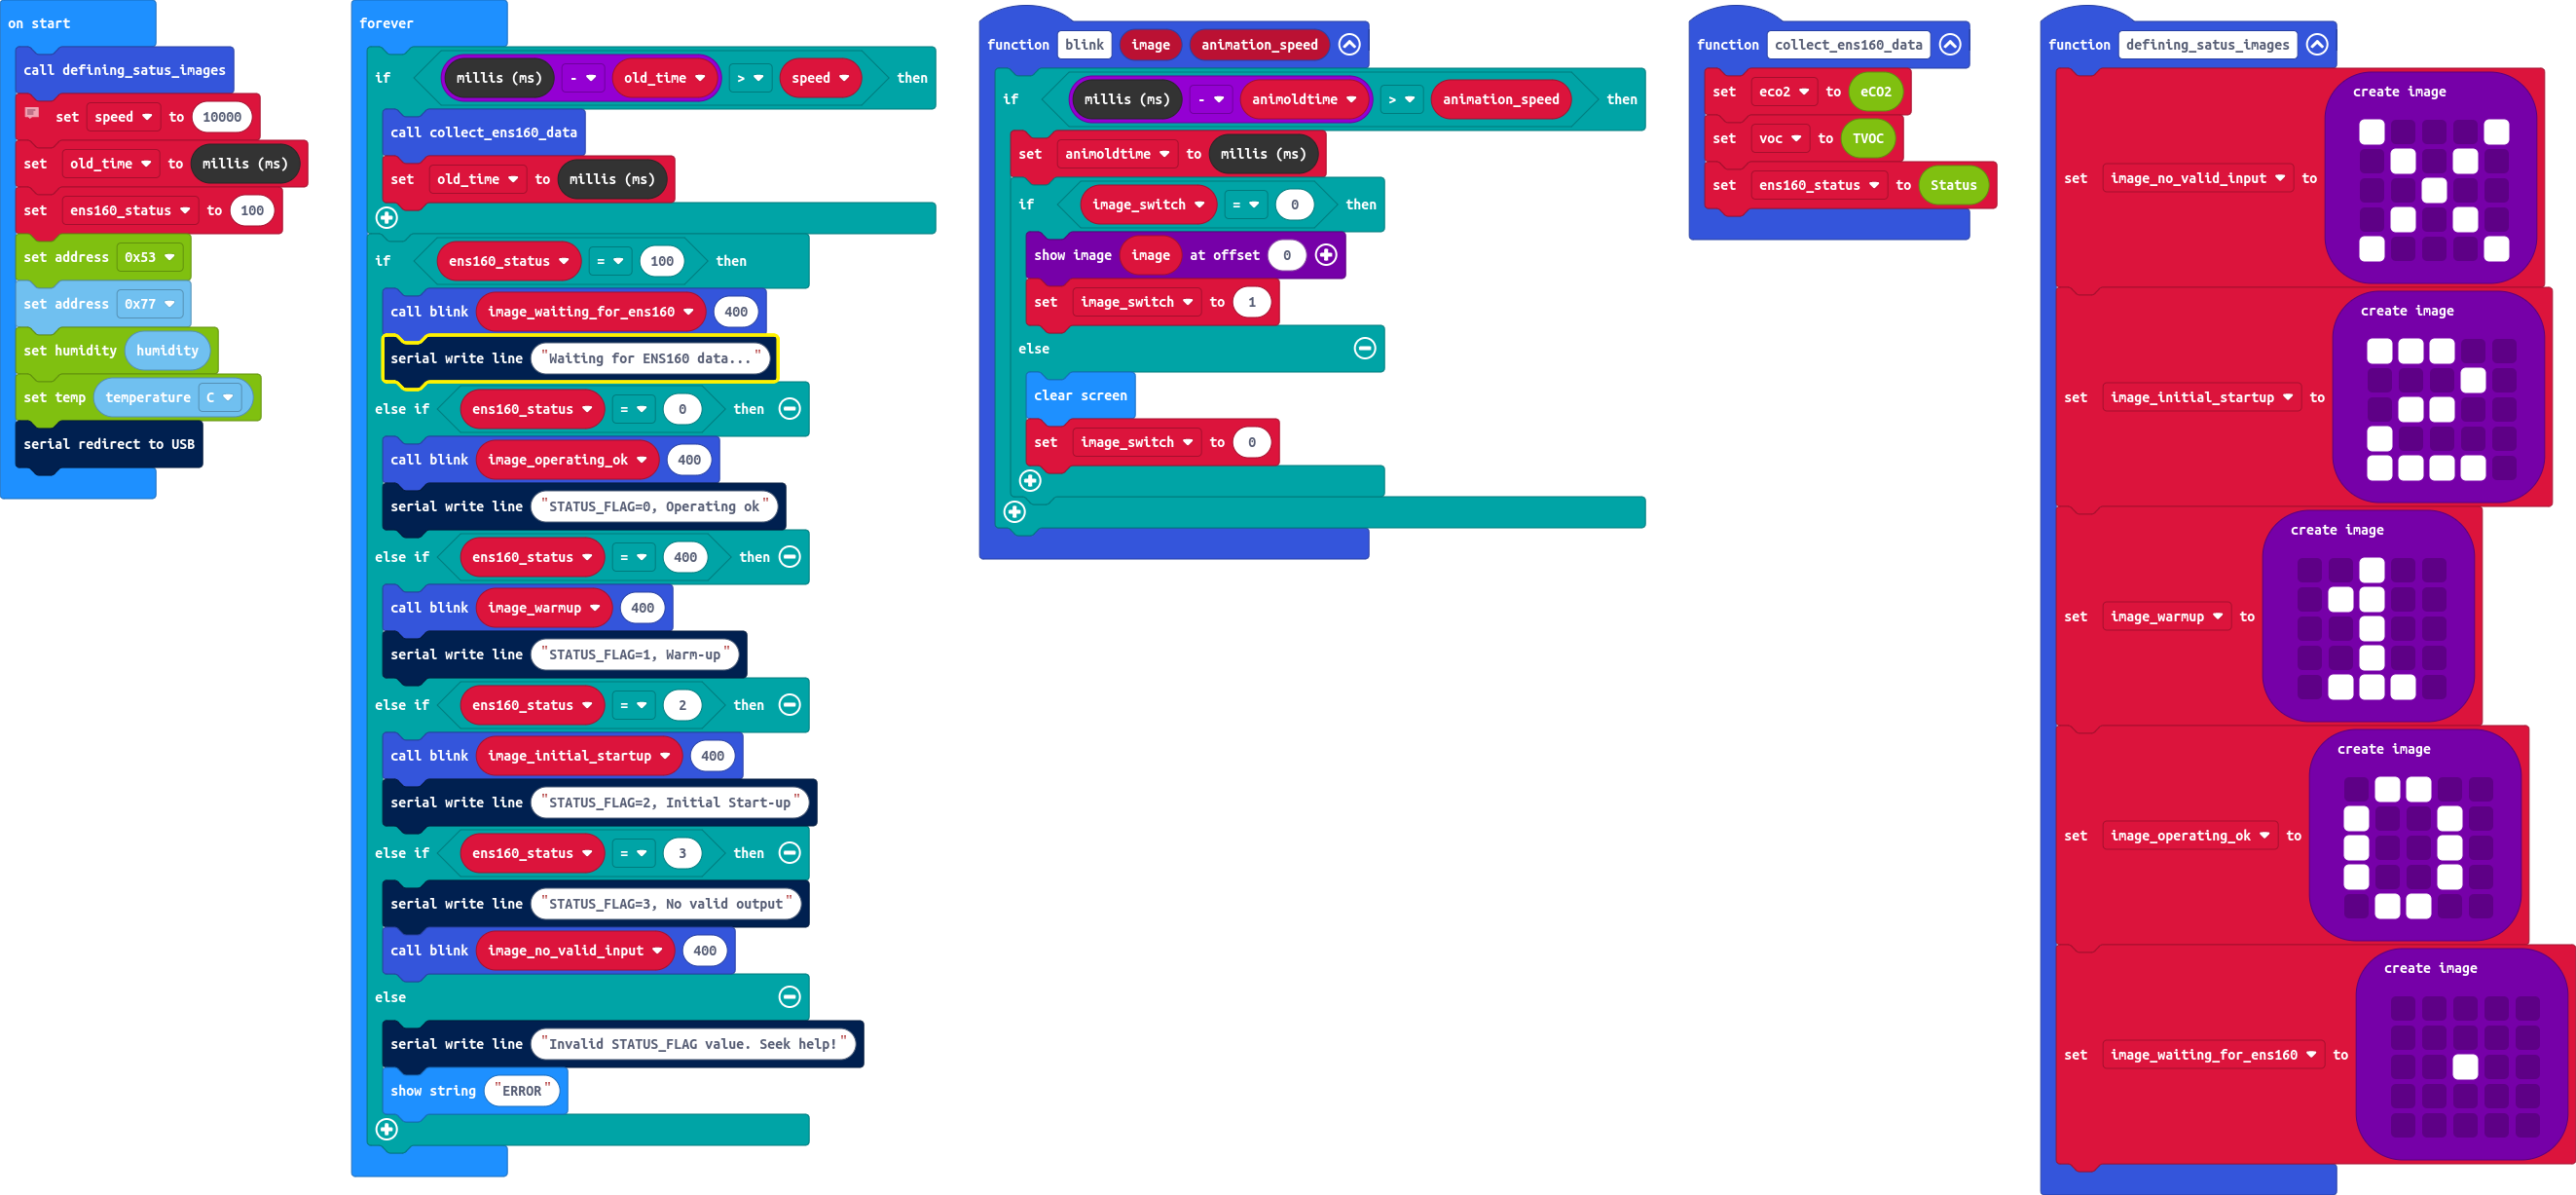 on start
call defining_satus_images
set speed to 10000
set old_time to millis (ms)
set ens160_status to 100
set address 0x53
set address 0x77
set humidity humidity
set temp temperature C
serial redirect to USB
forever
if millis (ms) - old_time > speed then
call collect_ens160_data
set old_time to millis (ms)
if ens160_status = 100 then
call blink image_waiting_for_ens160 400
serial write line "Waiting for ENS160 data..."
else if ens160_status = 0 then
call blink image_operating_ok 400
serial write line "STATUS_FLAG=0, Operating ok"
else if ens160_status = 400 then
call blink image_warmup 400
serial write line "STATUS_FLAG=1, Warm-up"
else if ens160_status = 2 then
call blink image_initial_startup 400
serial write line "STATUS_FLAG=2, Initial Start-up"
else if ens160_status = 3 then
serial write line "STATUS_FLAG=3, No valid output"
call blink image_no_valid_input 400
else
serial write line "Invalid STATUS_FLAG value. Seek help!"
show string "ERROR"
function blink image animation_speed
if millis (ms) - animoldtime > animation_speed then
set animoldtime to millis (ms)
if image_switch = 0 then
show image image at offset 0
set image_switch to 1
else
clear screen
set image_switch to 0
function collect_ens160_data
set eco2 to eCO2
set voc to TVOC
set ens160_status to Status
function defining_satus_images
create image
set image_no_valid_input to
create image
set image_initial_startup to
create image
set image_warmup to
create image
set image_operating_ok to
create image
set image_waiting_for_ens160 to